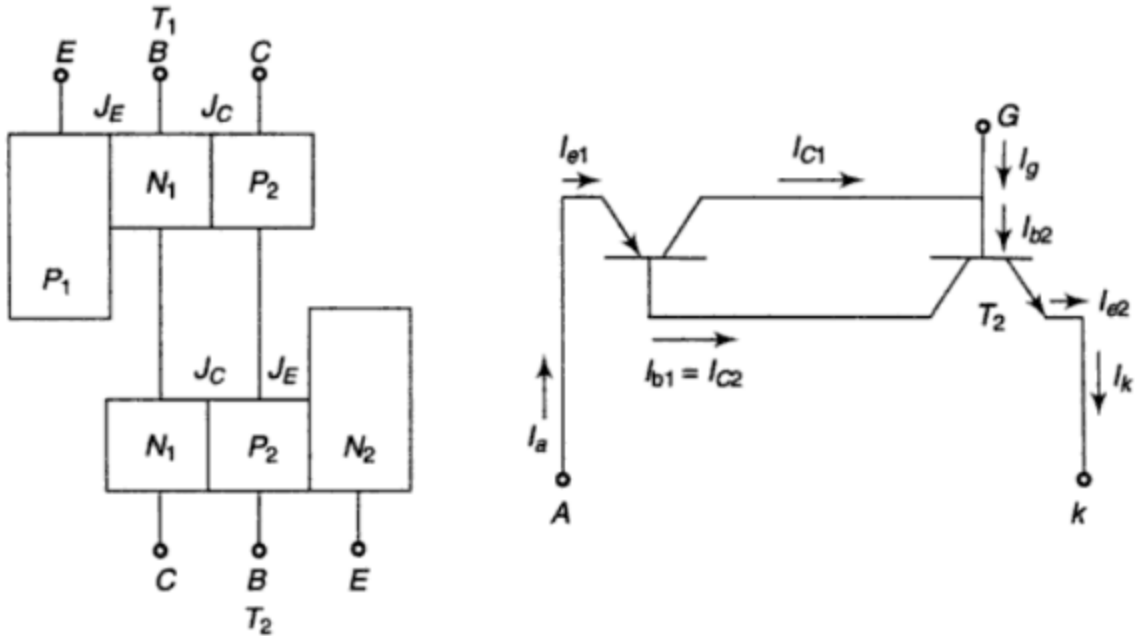 T1
E B C
JE JC
N1 P2
P1
JC JE
N1 P2 N2
C B E
T2
G
Ie1 IC1 Ig
Ib2
T2 Ie2
Ib1 = IC2 Ik
Ia
A k